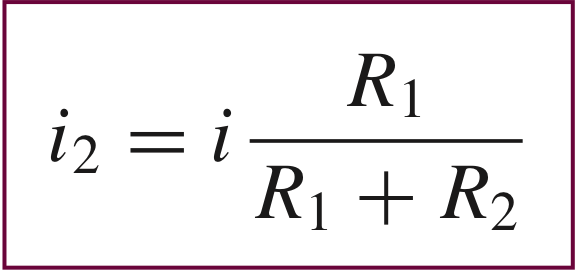 i₂ = i R₁ / (R₁ + R₂)